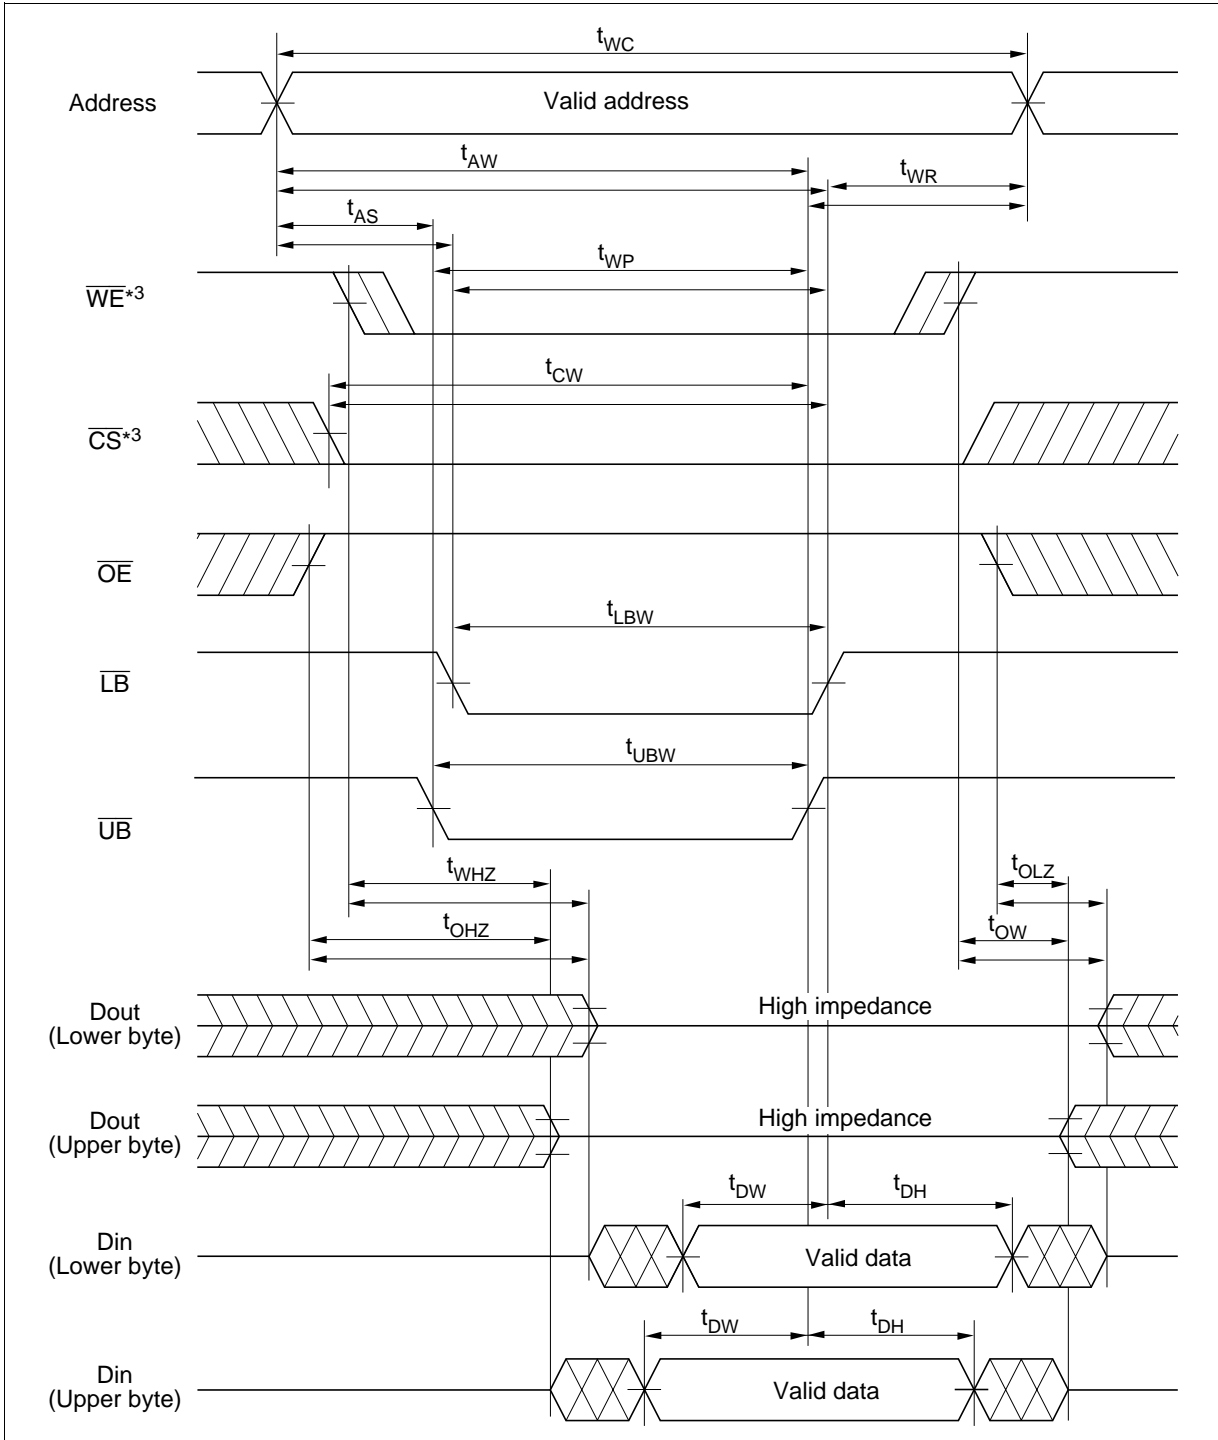 tWC
Address
Valid address
tAW
tWR
tAS
tWP
WE*3
tCW
CS*3
OE
tLBW
LB
tUBW
UB
tWHZ
tOLZ
tOHZ
tOW
Dout
(Lower byte)
High impedance
Dout
(Upper byte)
High impedance
tDW
tDH
Din
(Lower byte)
Valid data
tDW
tDH
Din
(Upper byte)
Valid data